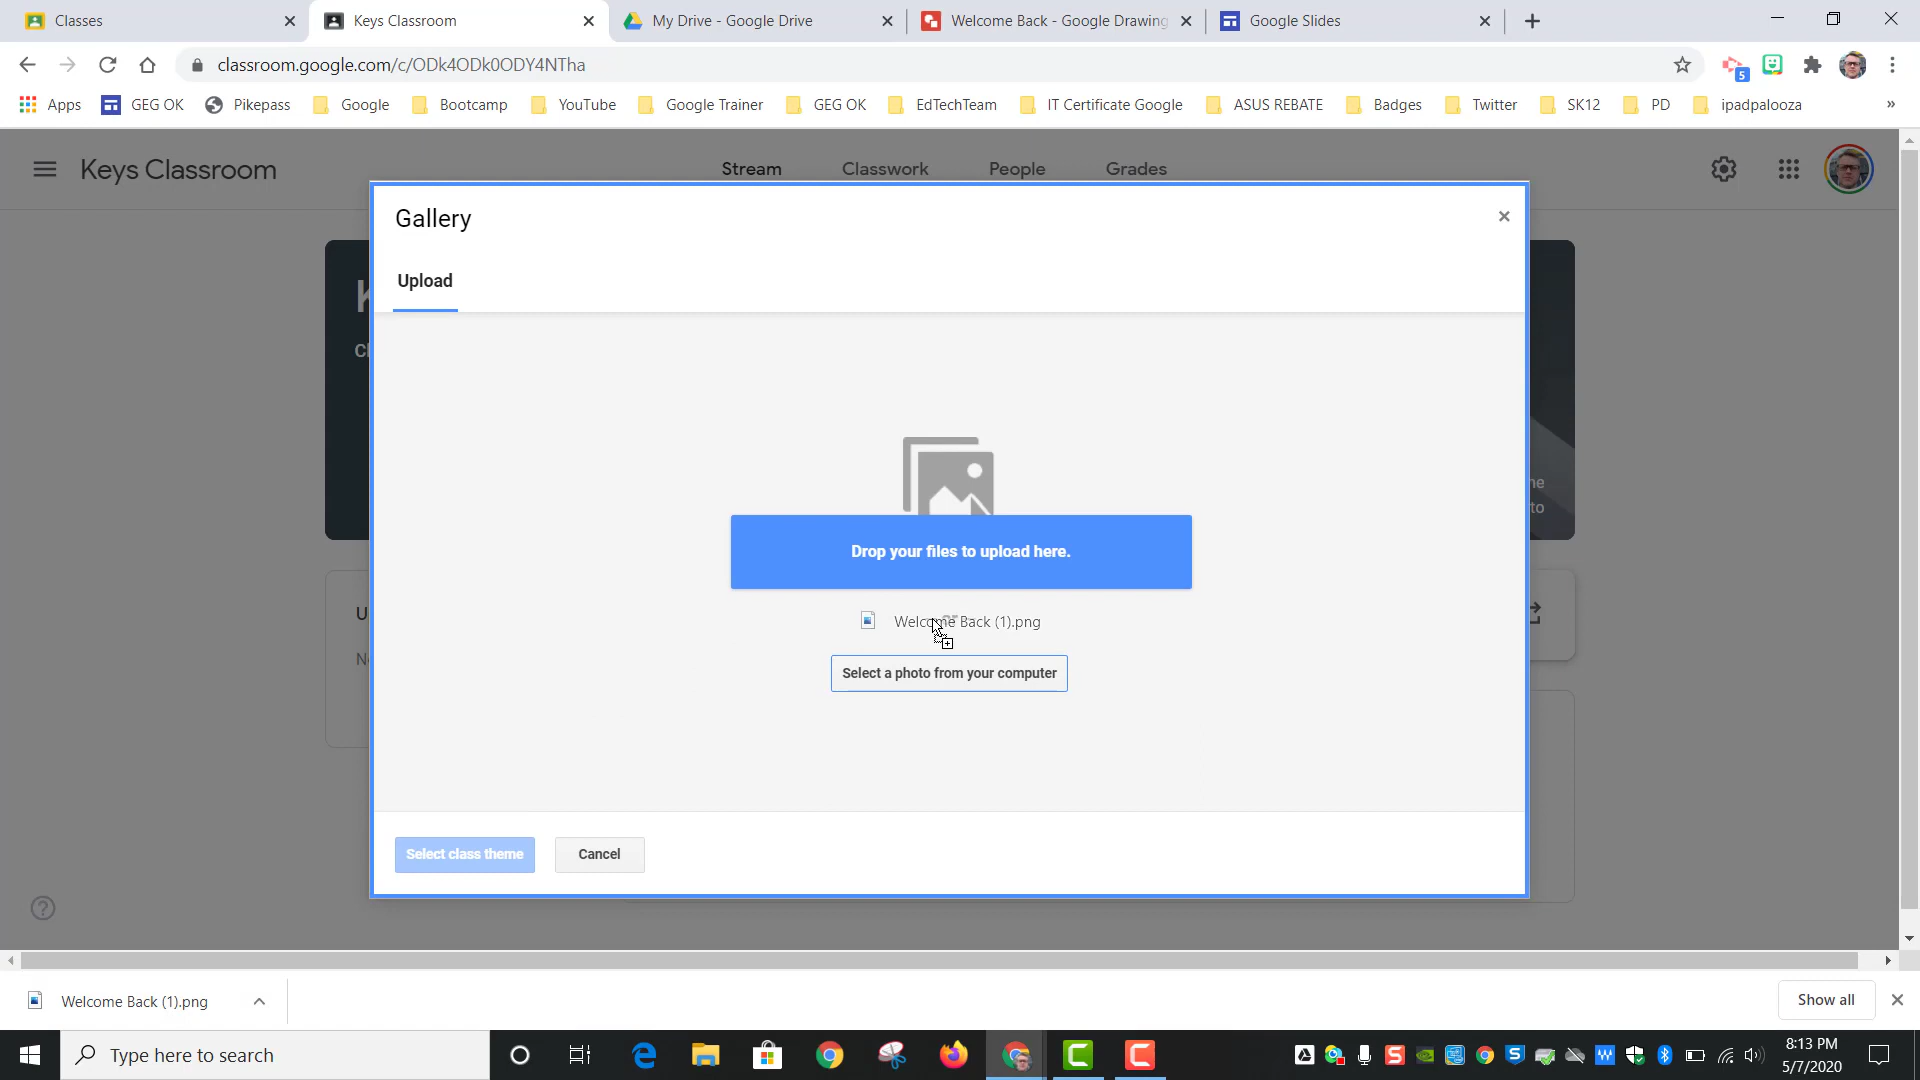 Classes
Keys Classroom
My Drive - Google Drive
Welcome Back - Google Drawing
Google Slides
classroom.google.com/c/ODk4ODk0ODY4NTha
5
Apps
GEG OK
Pikepass
Google
Bootcamp
YouTube
Google Trainer
GEG OK
EdTechTeam
IT Certificate Google
ASUS REBATE
Badges
Twitter
SK12
PD
ipadpalooza
»
Keys Classroom
Stream
Classwork
People
Grades
Gallery
Upload
Drop your files to upload here.
Welcome Back (1).png
Select a photo from your computer
Select class theme
Cancel
Welcome Back (1).png
Show all
Type here to search
8:13 PM
5/7/2020